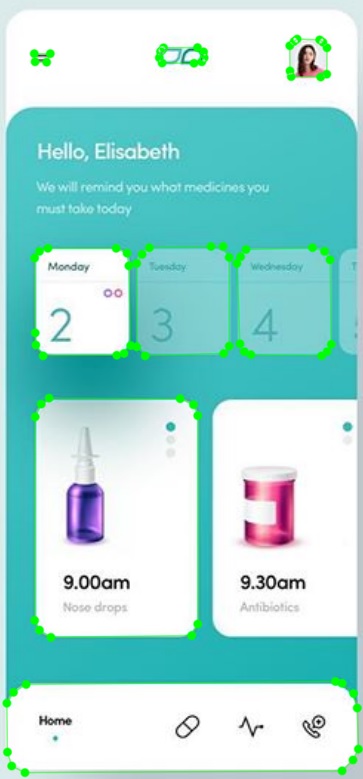 Hello, Elisabeth
We will remind you what medicines you
must take today
Monday
Tuesday
Wednesday
T
2
3
4
9.00am
Nose drops
9.30am
Antibiotics
Home